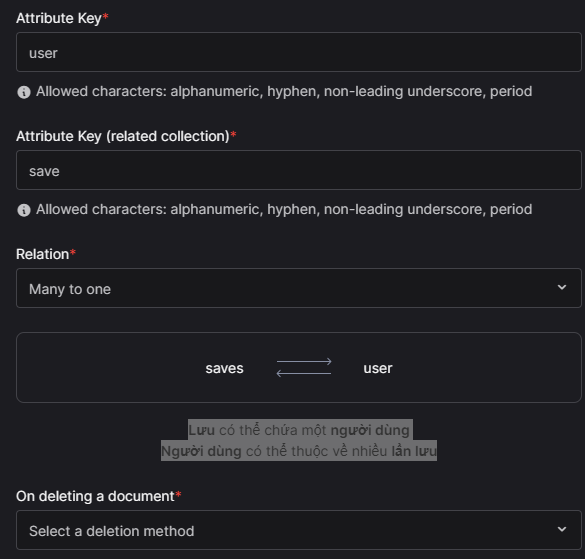 Attribute Key*
user
Allowed characters: alphanumeric, hyphen, non-leading underscore, period
Attribute Key (related collection)*
save
Allowed characters: alphanumeric, hyphen, non-leading underscore, period
Relation*
Many to one
saves user
Lưu có thể chứa một người dùng
Người dùng có thể thuộc về nhiều lần lưu
On deleting a document*
Select a deletion method